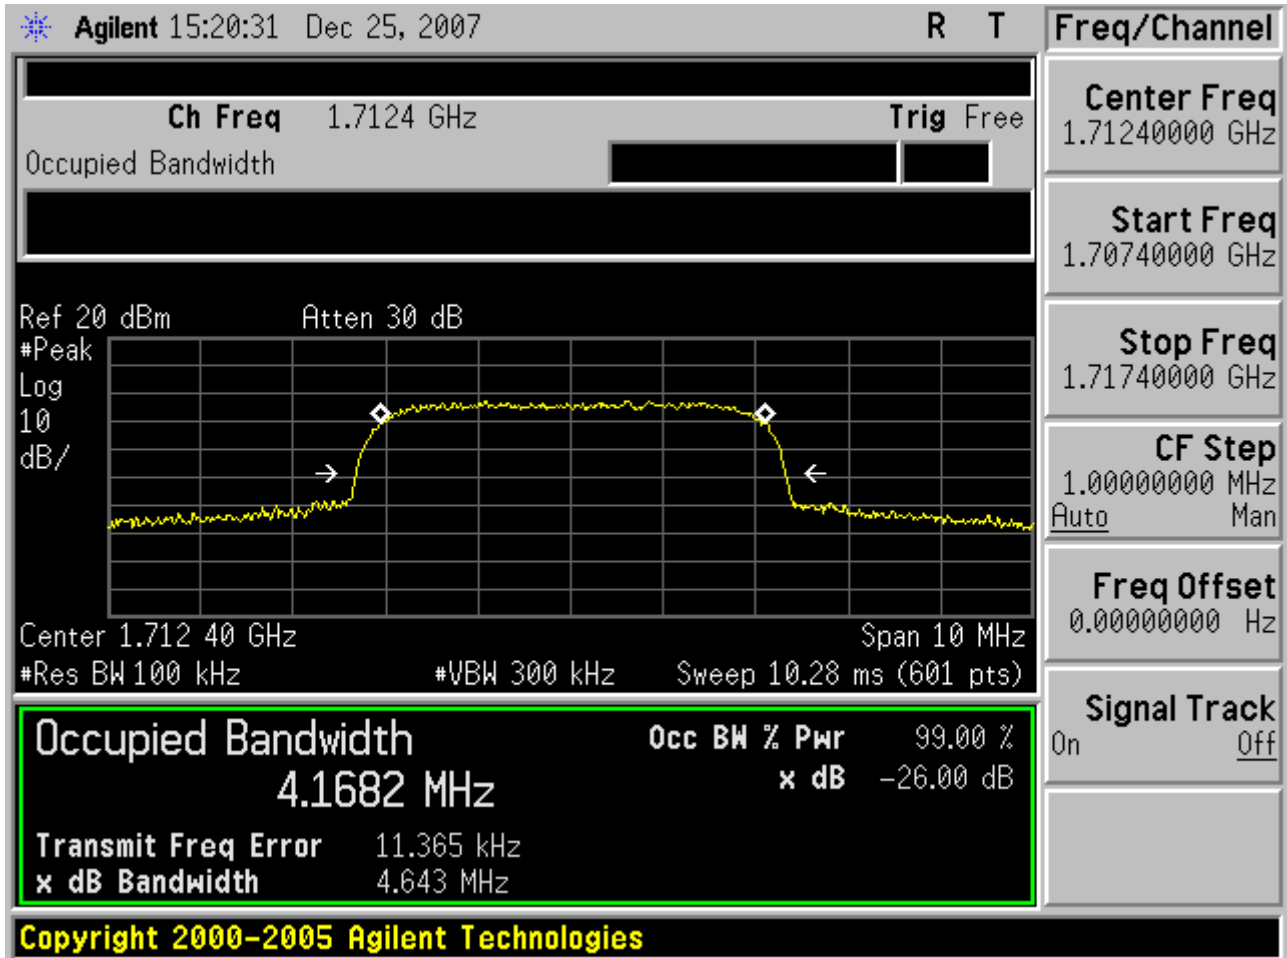 Agilent 15:20:31 Dec 25, 2007 R T
Freq/Channel
Ch Freq 1.7124 GHz Trig Free
Occupied Bandwidth
Center Freq
1.71240000 GHz
Start Freq
1.70740000 GHz
Stop Freq
1.71740000 GHz
CF Step
1.00000000 MHz
Auto Man
Freq Offset
0.00000000 Hz
Signal Track
On Off
Ref 20 dBm Atten 30 dB
#Peak
Log
10
dB/
Center 1.712 40 GHz Span 10 MHz
#Res BW 100 kHz #VBW 300 kHz Sweep 10.28 ms (601 pts)
Occupied Bandwidth Occ BW % Pwr 99.00 %
4.1682 MHz x dB -26.00 dB
Transmit Freq Error 11.365 kHz
x dB Bandwidth 4.643 MHz
Copyright 2000-2005 Agilent Technologies